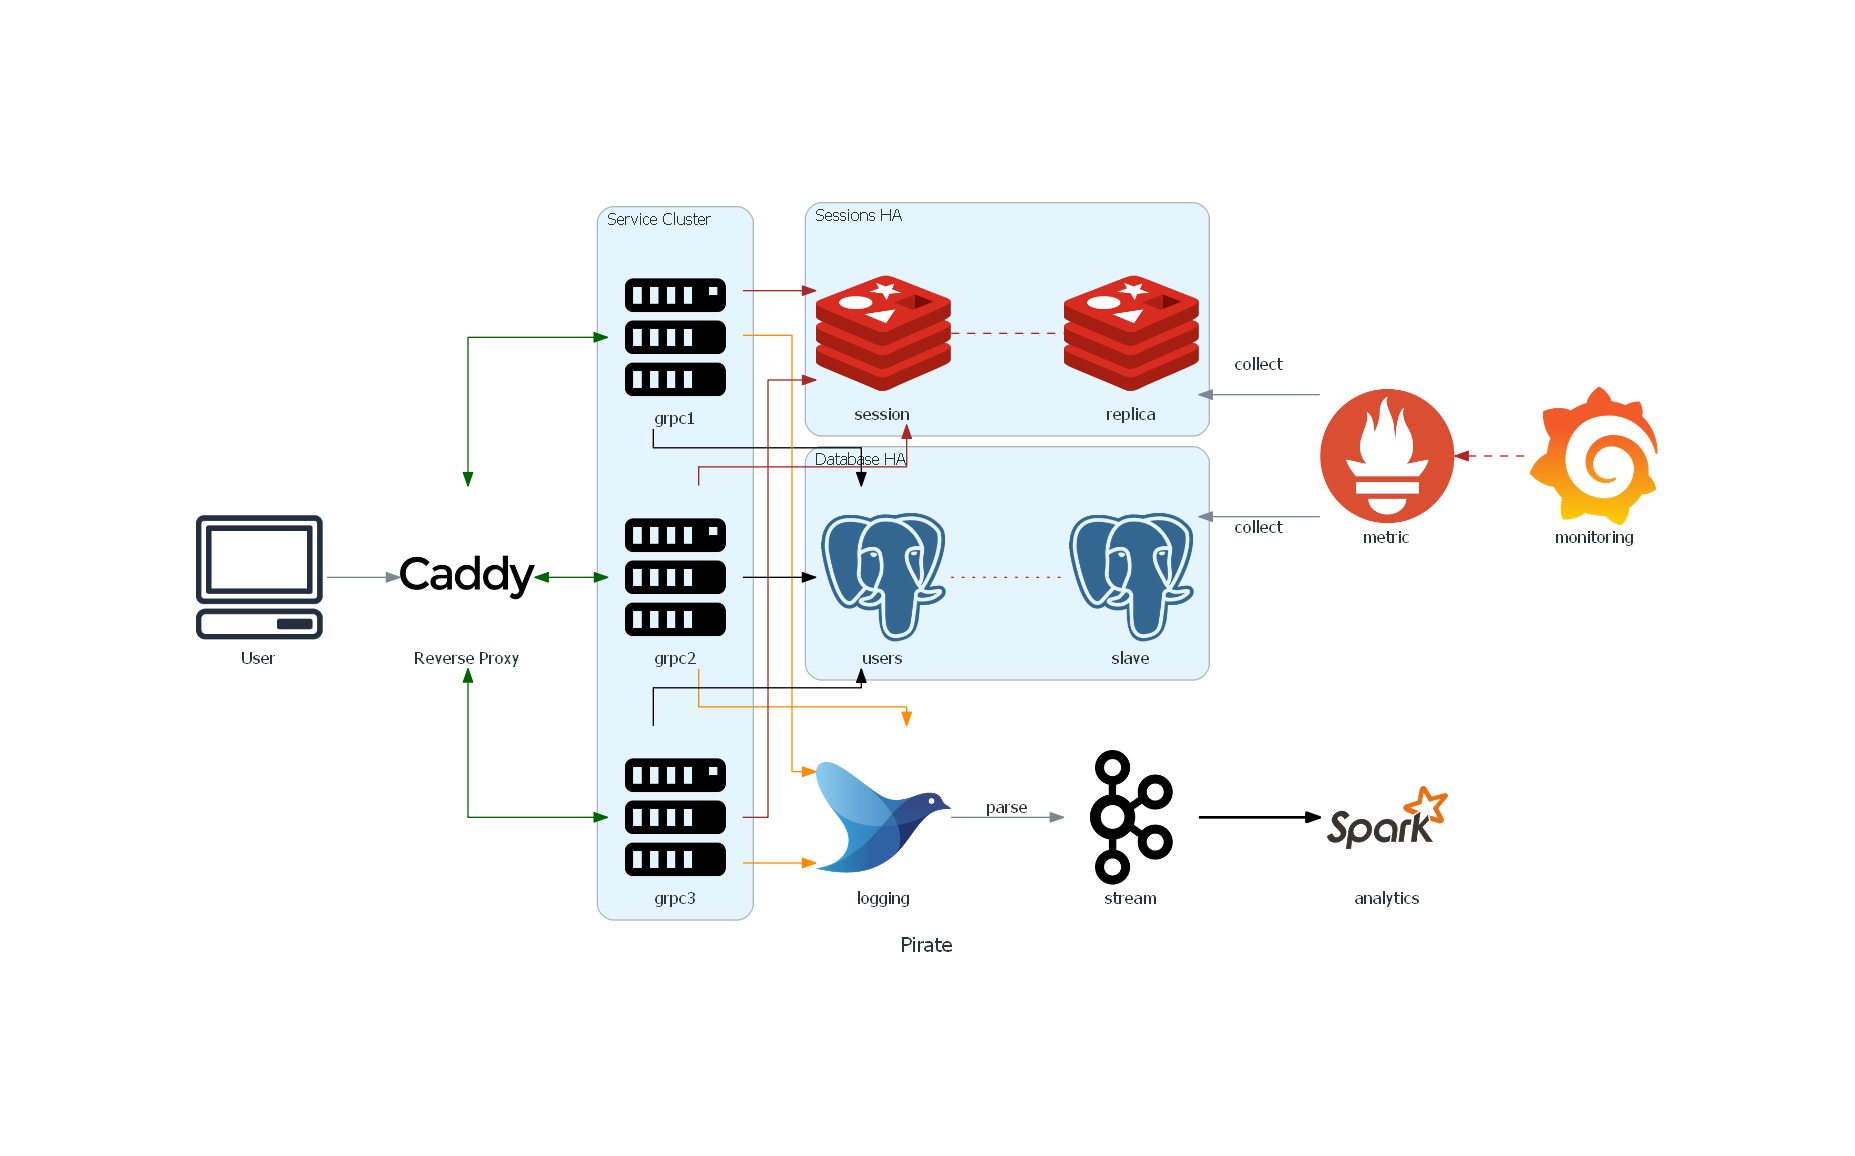 Service Cluster
Sessions HA
grpc1
session
replica
collect
Database HA
collect
metric
monitoring
Caddy
User
Reverse Proxy
grpc2
users
slave
parse
Spark
grpc3
logging
stream
analytics
Pirate